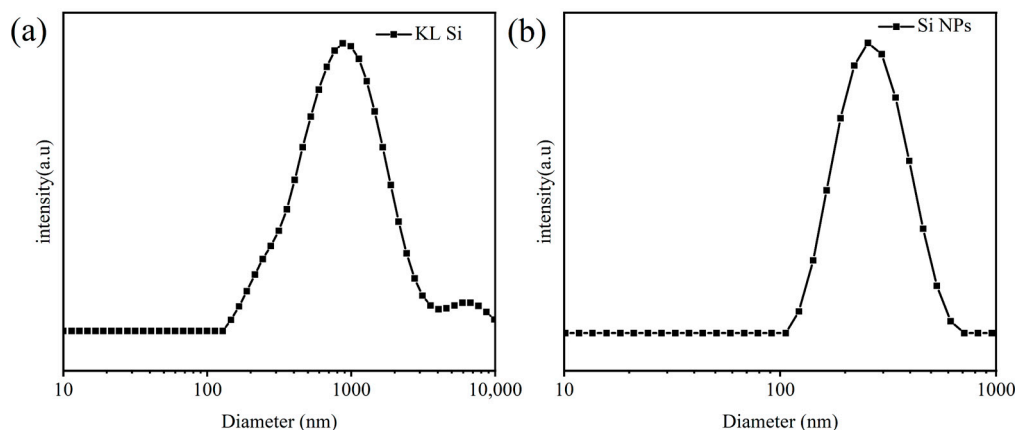 (a)
KL Si
intensity(a.u)
10
100
1000
10,000
Diameter (nm)
(b)
Si NPs
intensity(a.u)
10
100
1000
Diameter (nm)